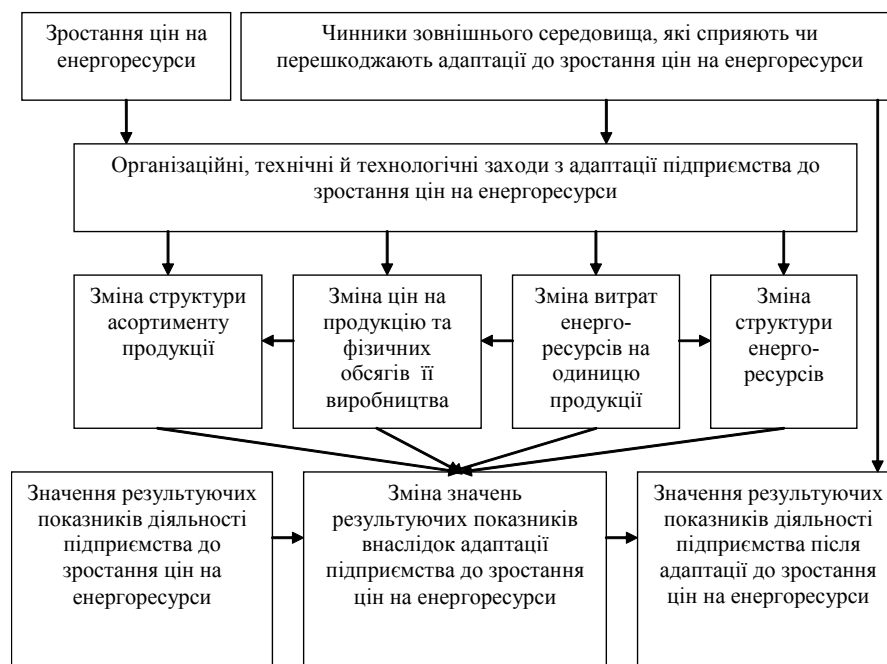 Зростання цін на
енергоресурси
Чинники зовнішнього середовища, які сприяють чи
перешкоджають адаптації до зростання цін на енергоресурси
Організаційні, технічні й технологічні заходи з адаптації підприємства до
зростання цін на енергоресурси
Зміна структури
асортименту
продукції
Зміна цін на
продукцію та
фізичних
обсягів її
виробництва
Зміна витрат
енерго-
ресурсів на
одиницю
продукції
Зміна
структури
енерго-
ресурсів
Значення результуючих
показників діяльності
підприємства до
зростання цін на
енергоресурси
Зміна значень
результуючих показників
внаслідок адаптації
підприємства до зростання
цін на енергоресурси
Значення результуючих
показників діяльності
підприємства після
адаптації до зростання
цін на енергоресурси